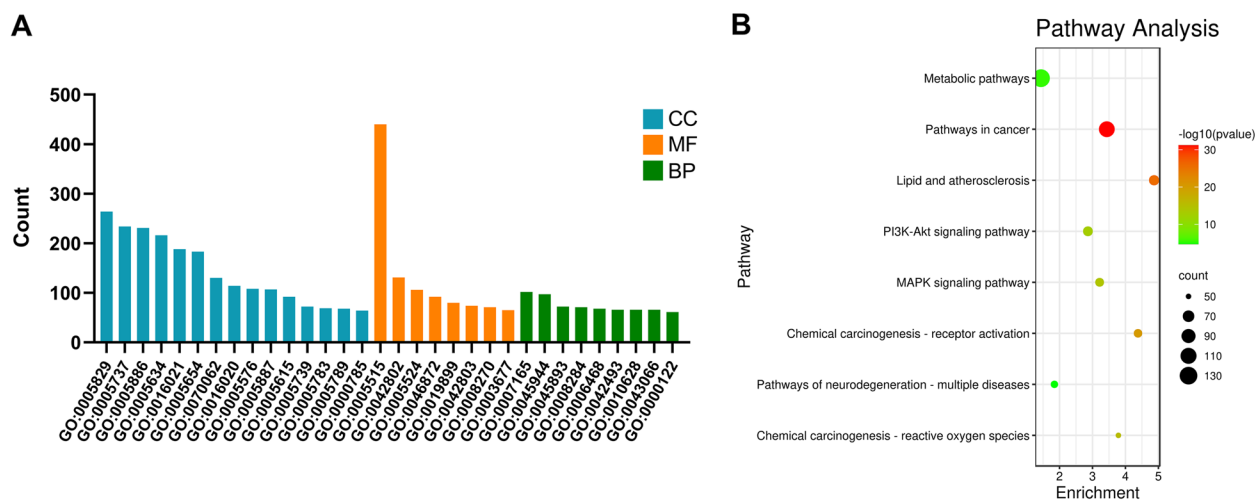 A
500
400
300
200
100
0
Count
CC
MF
BP
GO:0005829
GO:0005737
GO:0005886
GO:0005634
GO:0016021
GO:0005654
GO:0070062
GO:0016020
GO:0005576
GO:0005887
GO:0005615
GO:0005739
GO:0005783
GO:0005789
GO:0000785
GO:0005515
GO:0042802
GO:0005524
GO:0046872
GO:0019899
GO:0042803
GO:0008270
GO:0003677
GO:0007165
GO:0045944
GO:0045893
GO:0008284
GO:0006468
GO:0042493
GO:0010628
GO:0043066
GO:0000122
B
Pathway Analysis
Pathway
Metabolic pathways
Pathways in cancer
Lipid and atherosclerosis
PI3K-Akt signaling pathway
MAPK signaling pathway
Chemical carcinogenesis - receptor activation
Pathways of neurodegeneration - multiple diseases
Chemical carcinogenesis - reactive oxygen species
2 3 4 5
Enrichment
-log10(pvalue)
30
20
10
count
50
70
90
110
130